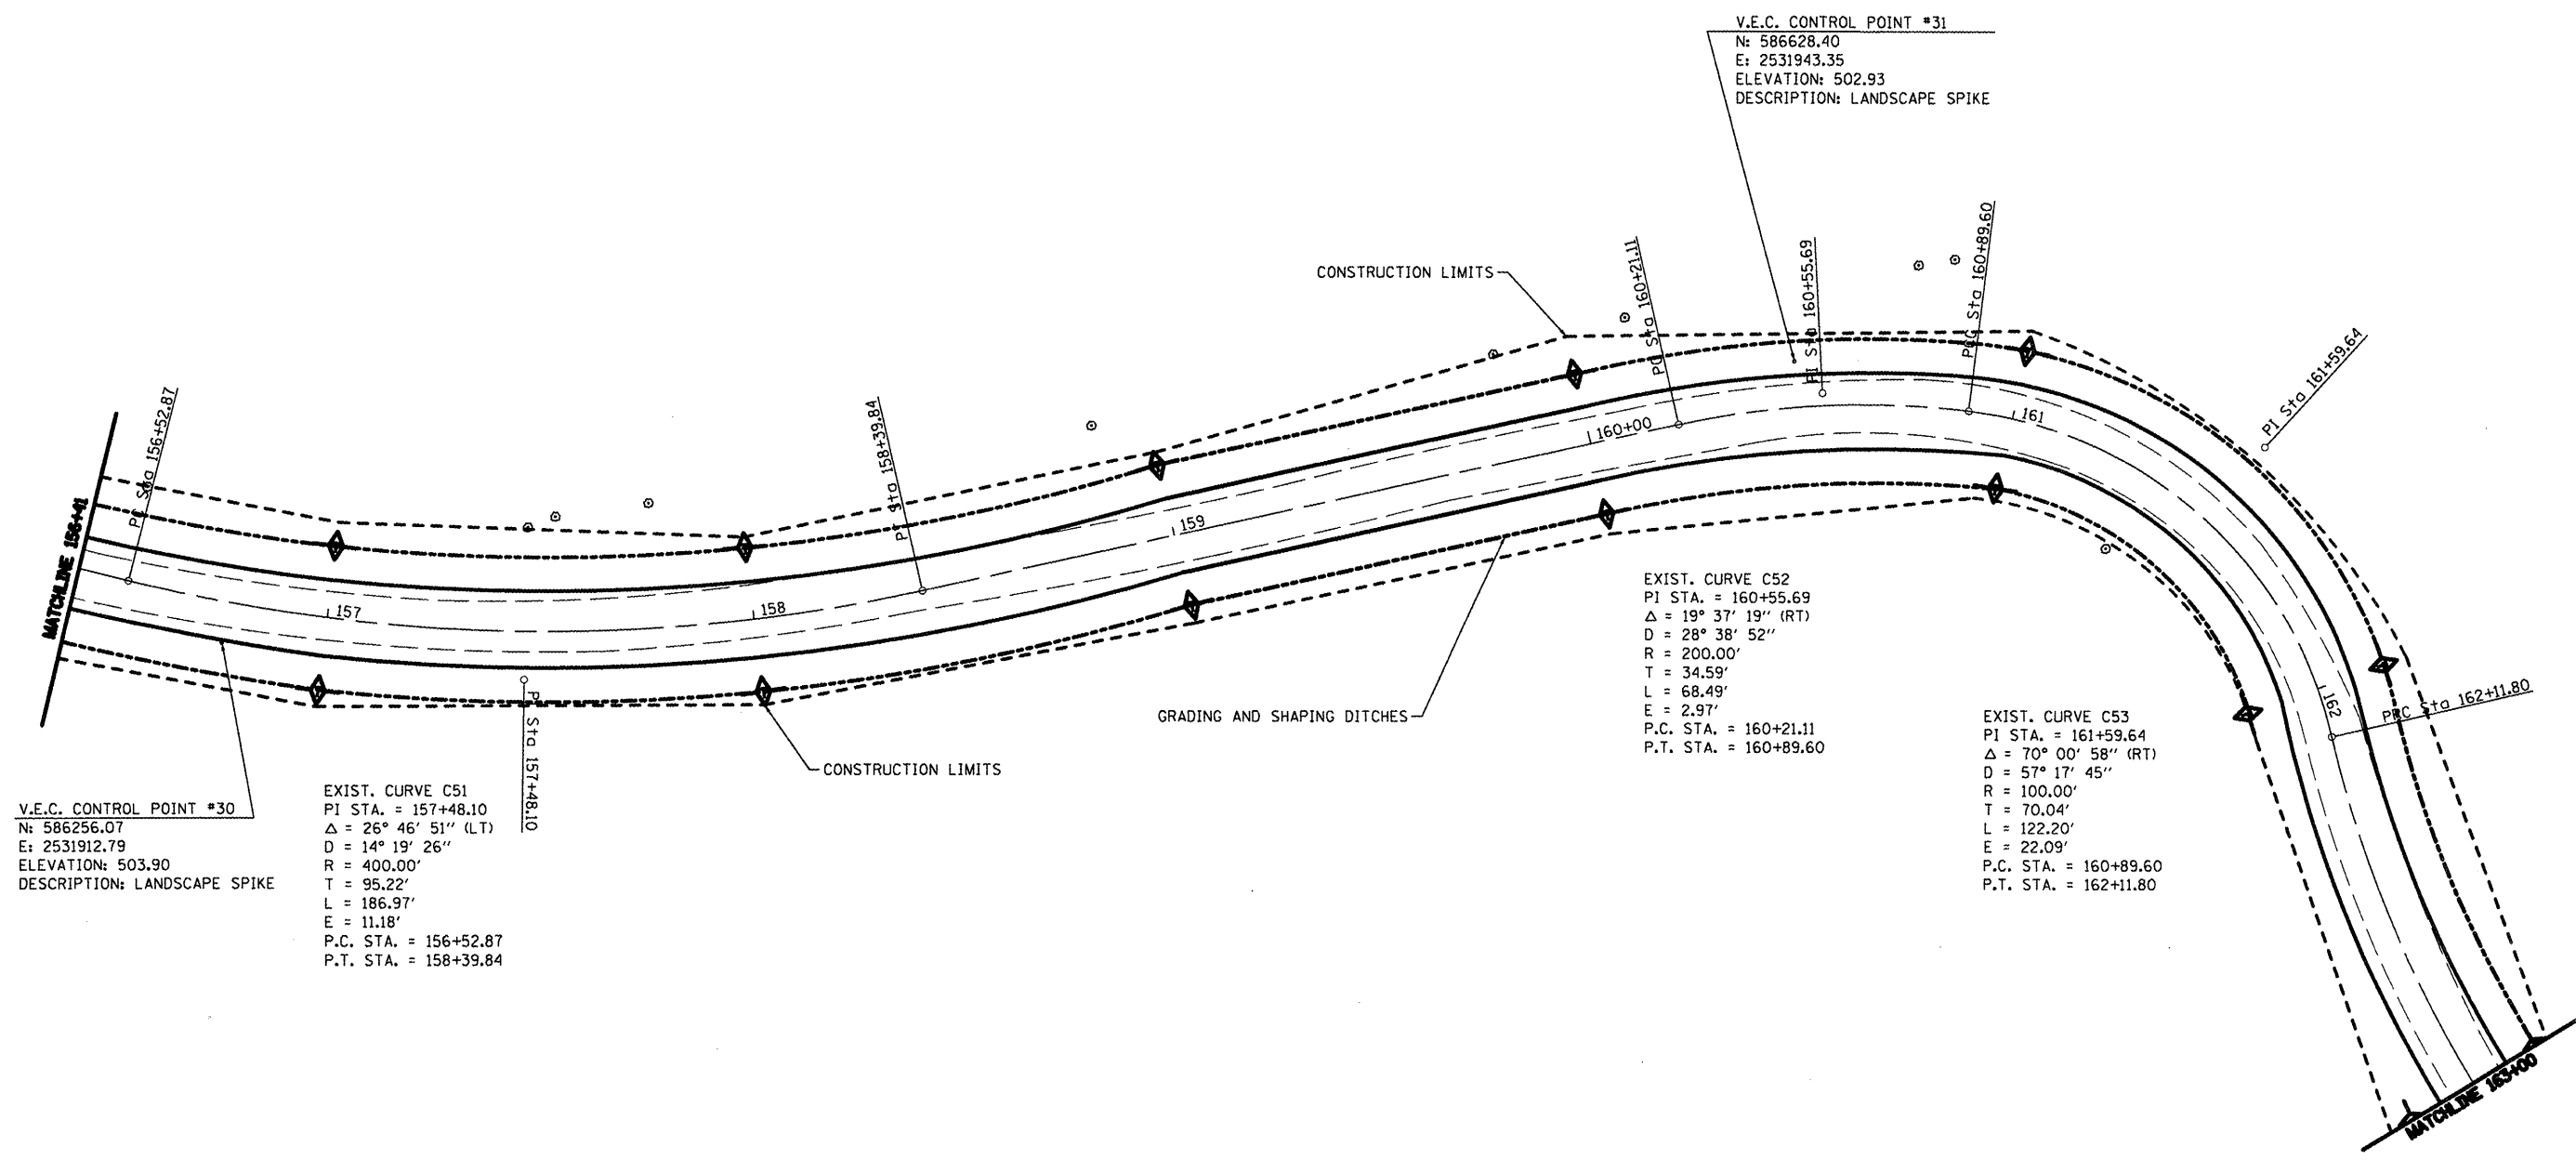 V.E.C. CONTROL POINT #31
N: 586628.40
E: 2531943.35
ELEVATION: 502.93
DESCRIPTION: LANDSCAPE SPIKE
CONSTRUCTION LIMITS
PC Sta 160+21.11
PI Sta 160+55.69
PCC Sta 160+89.60
PI Sta 161+59.64
PC Sta 156+52.87
PT Sta 158+39.84
MATCHLINE 156+41
157
158
159
160+00
161
162
PI Sta 157+48.10
PRC Sta 162+11.80
MATCHLINE 163+00
GRADING AND SHAPING DITCHES
CONSTRUCTION LIMITS
V.E.C. CONTROL POINT #30
N: 586256.07
E: 2531912.79
ELEVATION: 503.90
DESCRIPTION: LANDSCAPE SPIKE
EXIST. CURVE C51
PI STA. = 157+48.10
Δ = 26° 46' 51" (LT)
D = 14° 19' 26"
R = 400.00'
T = 95.22'
L = 186.97'
E = 11.18'
P.C. STA. = 156+52.87
P.T. STA. = 158+39.84
EXIST. CURVE C52
PI STA. = 160+55.69
Δ = 19° 37' 19" (RT)
D = 28° 38' 52"
R = 200.00'
T = 34.59'
L = 68.49'
E = 2.97'
P.C. STA. = 160+21.11
P.T. STA. = 160+89.60
EXIST. CURVE C53
PI STA. = 161+59.64
Δ = 70° 00' 58" (RT)
D = 57° 17' 45"
R = 100.00'
T = 70.04'
L = 122.20'
E = 22.09'
P.C. STA. = 160+89.60
P.T. STA. = 162+11.80